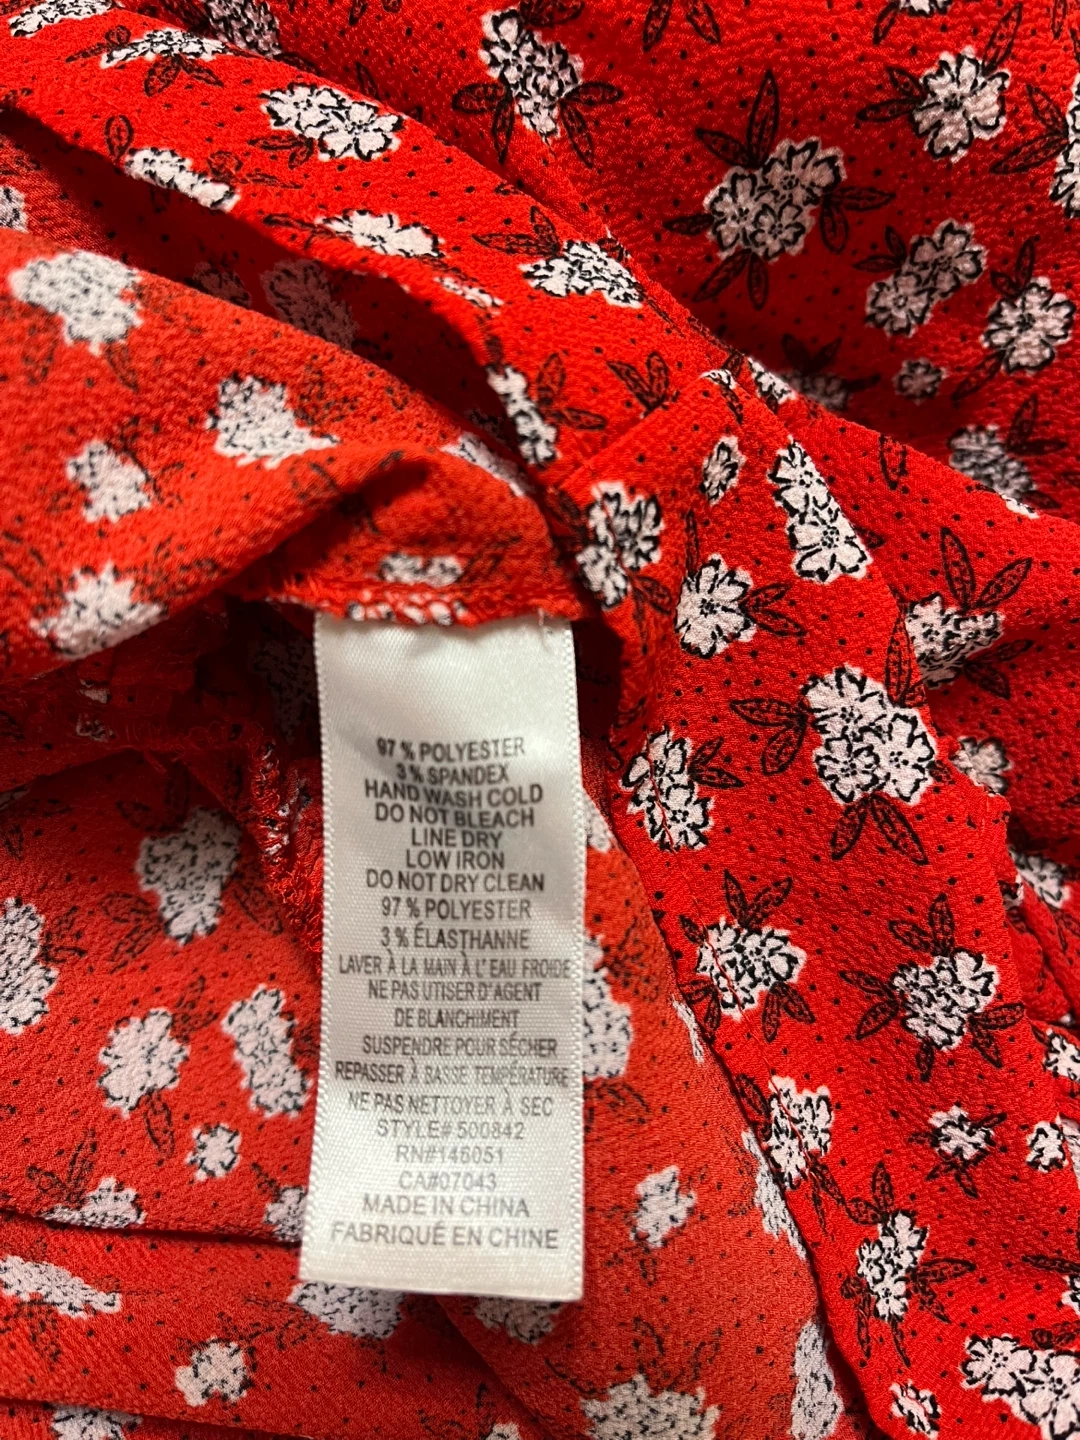 97 % POLYESTER
3 % SPANDEX
HAND WASH COLD
DO NOT BLEACH
LINE DRY
LOW IRON
DO NOT DRY CLEAN
97 % POLYESTER
3 % ÉLASTHANNE
LAVER À LA MAIN À L' EAU FROIDE
NE PAS UTISER D'AGENT
DE BLANCHIMENT
SUSPENDRE POUR SÉCHER
REPASSER À BASSE TEMPÉRATURE
NE PAS NETTOYER À SEC
STYLE# 500842
RN#146051
CA#07043
MADE IN CHINA
FABRIQUÉ EN CHINE